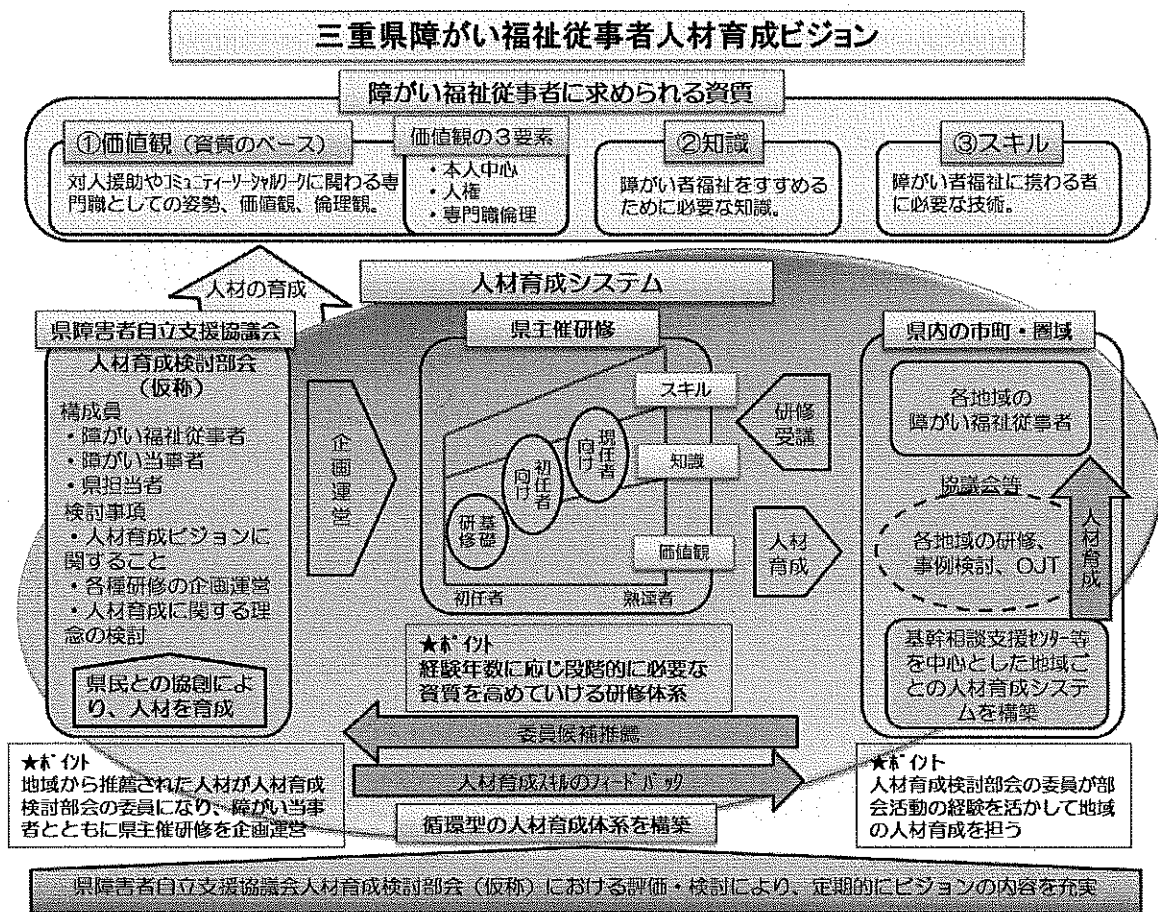 三重県障がい福祉従事者人材育成ビジョン
障がい福祉従事者に求められる資質
①価値観（資質のベース）
対人援助やコミュニティーソーシャルワークに関わる専
門職としての姿勢、価値観、倫理観。
価値観の３要素
・本人中心
・人権
・専門職倫理
②知識
障がい者福祉をすすめる
ために必要な知識。
③スキル
障がい者福祉に携わる者
に必要な技術。
人材の育成
人材育成システム
県障害者自立支援協議会
人材育成検討部会
（仮称）
構成員
・障がい福祉従事者
・障がい当事者
・県担当者
検討事項
・人材育成ビジョンに
関すること
・各種研修の企画運営
・人材育成に関する理
念の検討
県民との協創によ
り、人材を育成
企画運営
県主催研修
スキル
知識
価値観
基礎
研修
初任者
向け
現任者
向け
初任者
熟達者
★ポイント
経験年数に応じ段階的に必要な
資質を高めていける研修体系
研修
受講
人材
育成
県内の市町・圏域
各地域の
障がい福祉従事者
協議会等
各地域の研修、
事例検討、OJT
人材育成
基幹相談支援センター等
を中心とした地域ご
との人材育成システ
ムを構築
委員候補推薦
人材育成スキルのフィードバック
循環型の人材育成体系を構築
★ポイント
地域から推薦された人材が人材育成
検討部会の委員になり、障がい当事
者とともに県主催研修を企画運営
★ポイント
人材育成検討部会の委員が部
会活動の経験を活かして地域
の人材育成を担う
県障害者自立支援協議会人材育成検討部会（仮称）における評価・検討により、定期的にビジョンの内容を充実